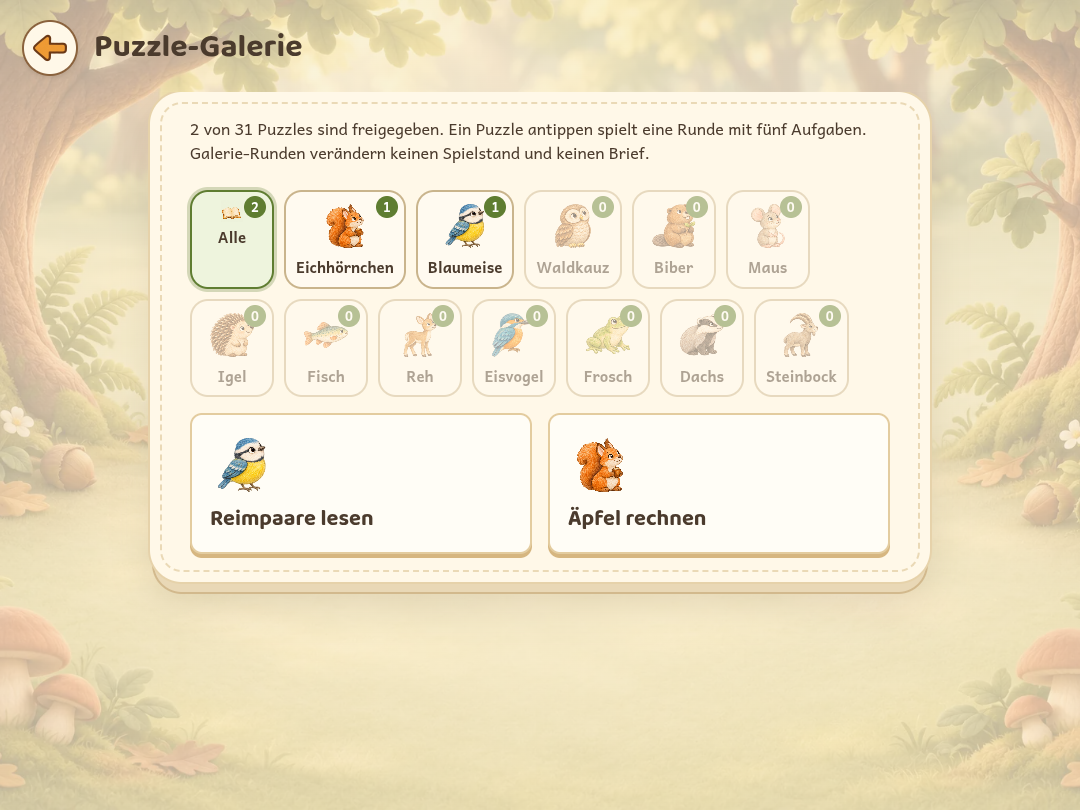 Puzzle-Galerie
2 von 31 Puzzles sind freigegeben. Ein Puzzle antippen spielt eine Runde mit fünf Aufgaben.
Galerie-Runden verändern keinen Spielstand und keinen Brief.
2
Alle
1
Eichhörnchen
1
Blaumeise
0
Waldkauz
0
Biber
0
Maus
0
Igel
0
Fisch
0
Reh
0
Eisvogel
0
Frosch
0
Dachs
0
Steinbock
Reimpaare lesen
Äpfel rechnen